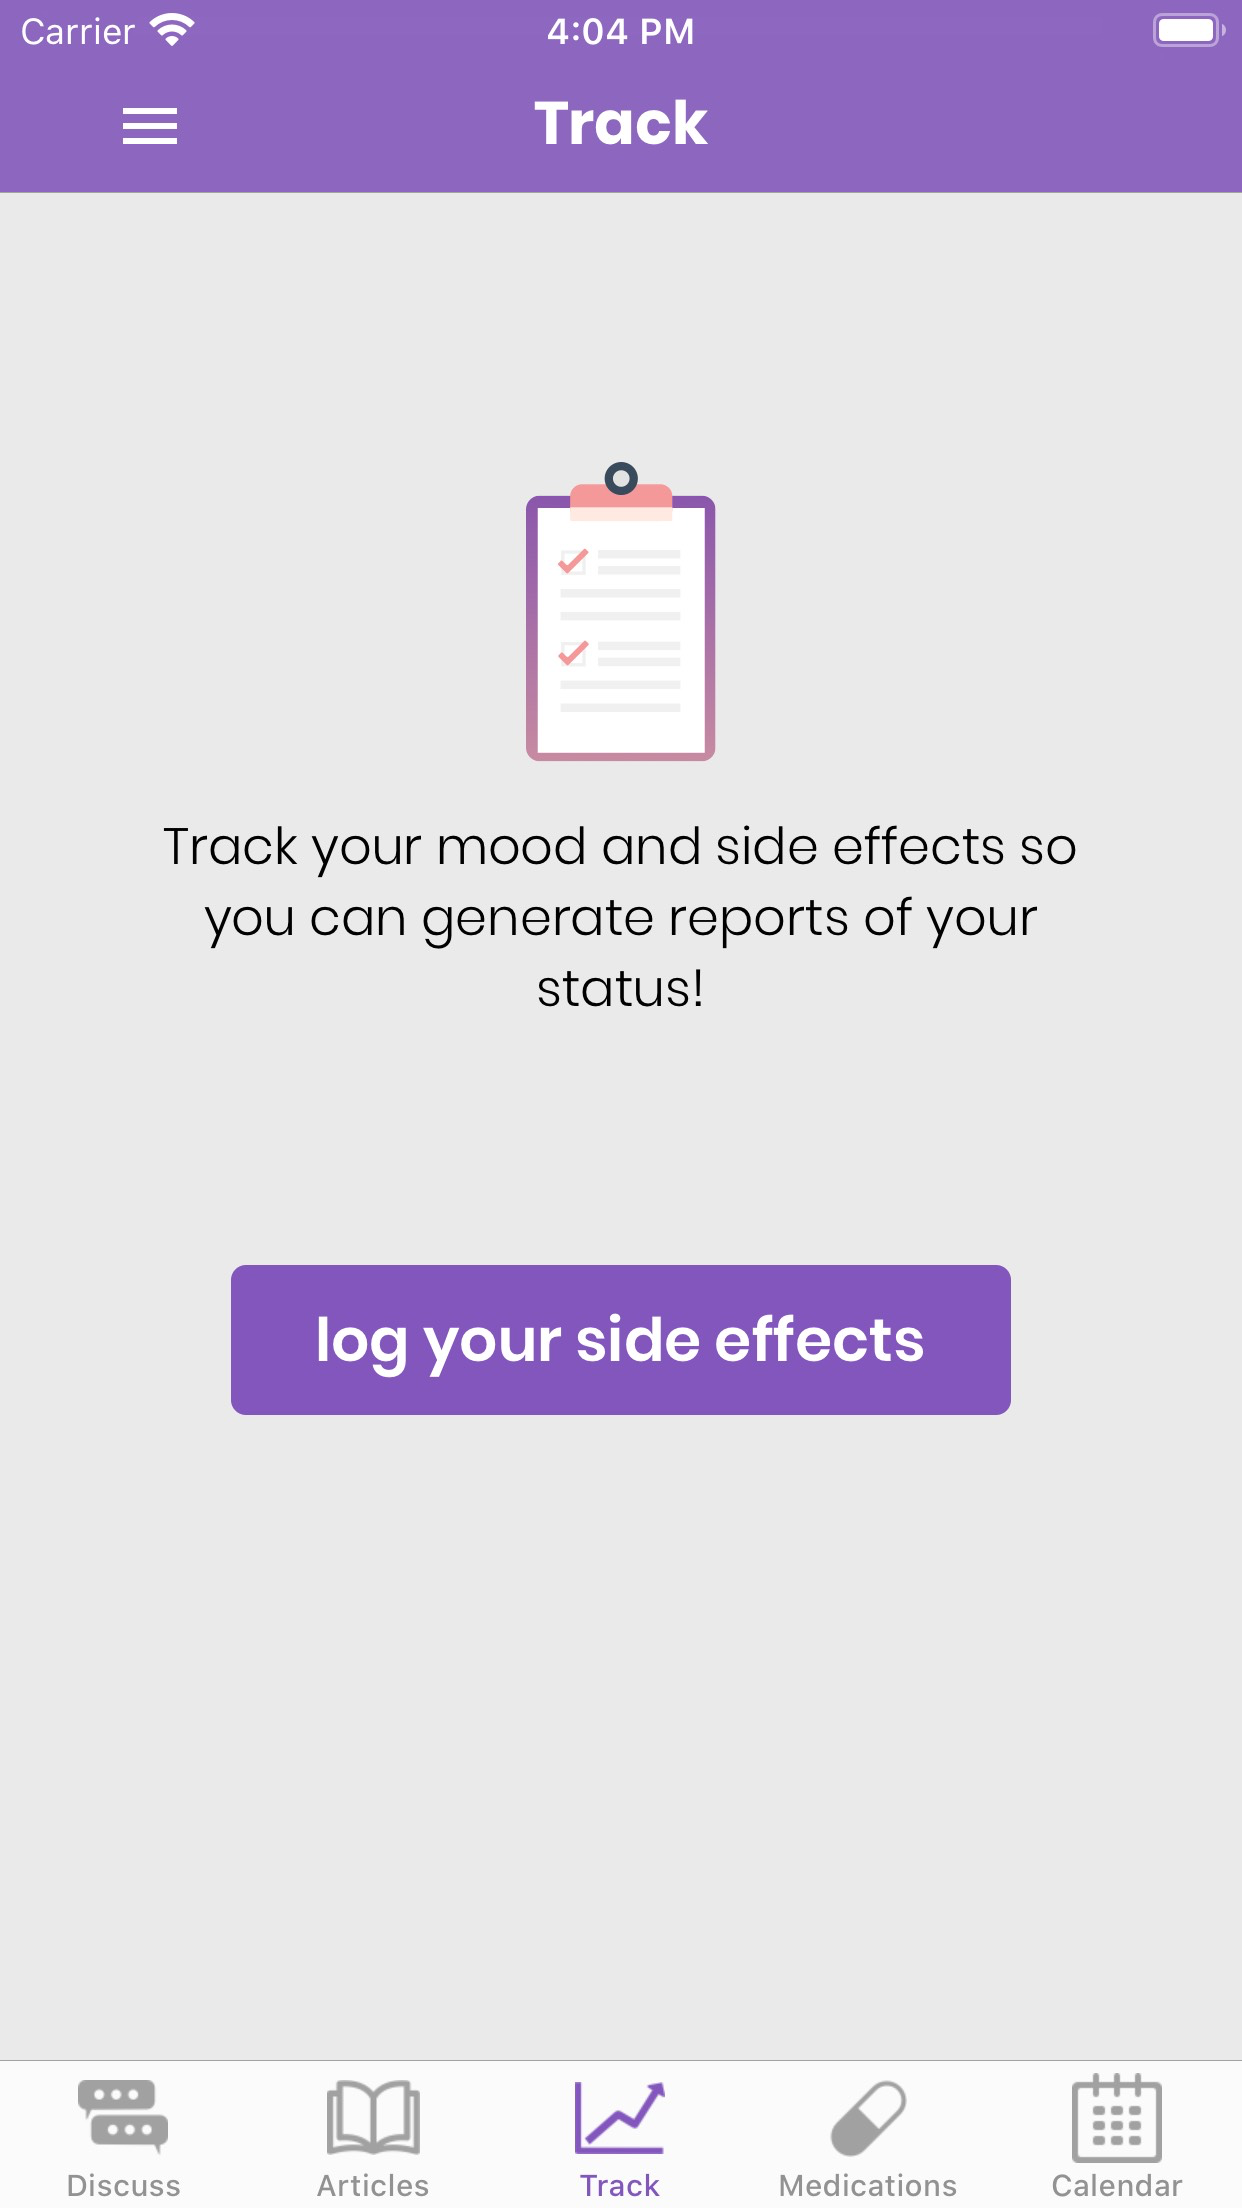 Carrier 4:04 PM
Track
Track your mood and side effects so
you can generate reports of your
status!
log your side effects
Discuss Articles Track Medications Calendar